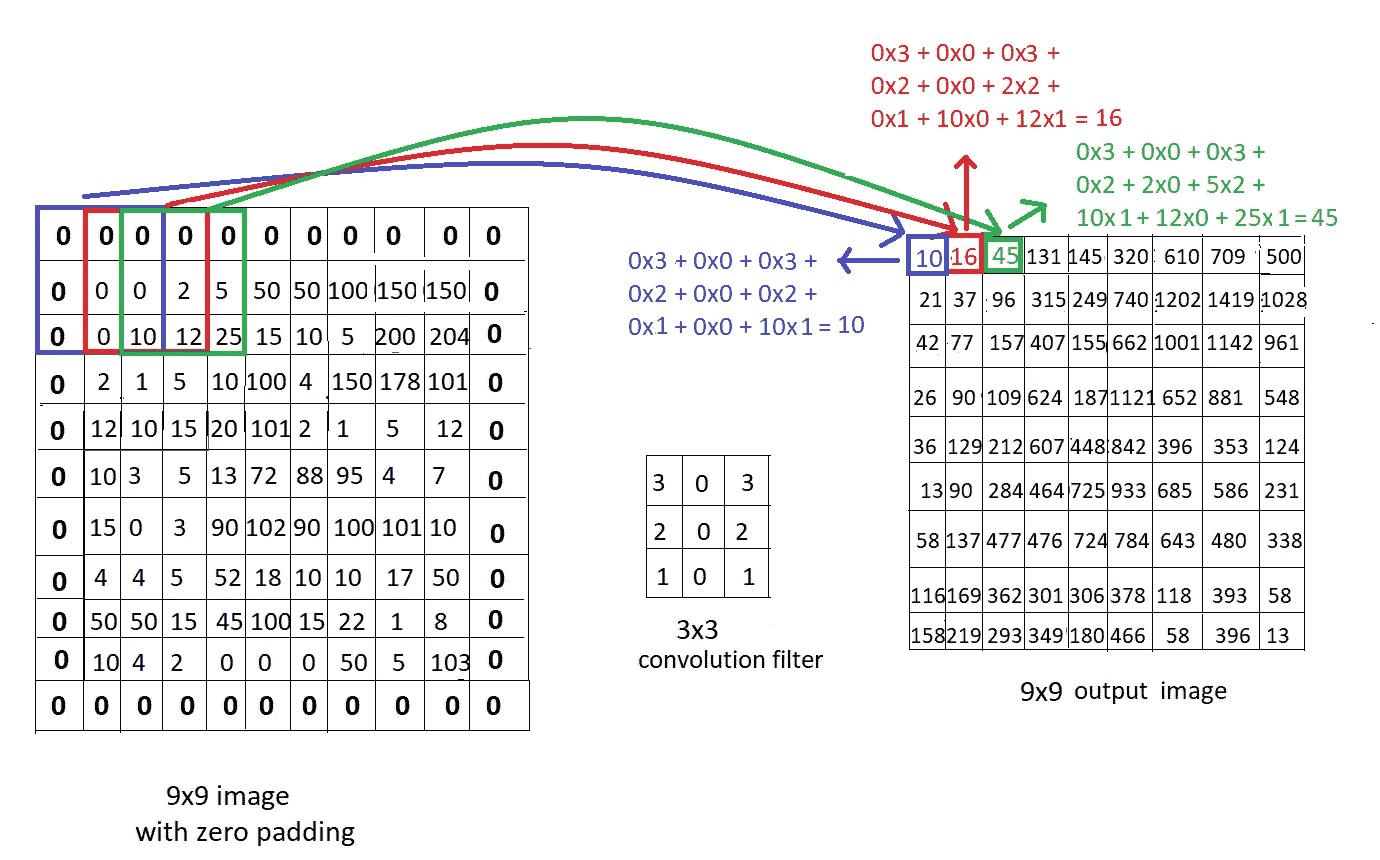 0x3 + 0x0 + 0x3 +
0x2 + 0x0 + 2x2 +
0x1 + 10x0 + 12x1 = 16
0x3 + 0x0 + 0x3 +
0x2 + 2x0 + 5x2 +
10x1 + 12x0 + 25x1 = 45
0x3 + 0x0 + 0x3 +
0x2 + 0x0 + 0x2 +
0x1 + 0x0 + 10x1 = 10
0 0 0 0 0 0 0 0 0 0 0
0 0 0 2 5 50 50 100 150 150 0
0 0 10 12 25 15 10 5 200 204 0
0 2 1 5 10 100 4 150 178 101 0
0 12 10 15 20 101 2 1 5 12 0
0 10 3 5 13 72 88 95 4 7 0
0 15 0 3 90 102 90 100 101 10 0
0 4 4 5 52 18 10 10 17 50 0
0 50 50 15 45 100 15 22 1 8 0
0 10 4 2 0 0 0 50 5 103 0
0 0 0 0 0 0 0 0 0 0 0
9x9 image
with zero padding
3 0 3
2 0 2
1 0 1
3x3
convolution filter
10 16 45 131 145 320 610 709 500
21 37 96 315 249 740 1202 1419 1028
42 77 157 407 155 662 1001 1142 961
26 90 109 624 187 1121 652 881 548
36 129 212 607 448 842 396 353 124
13 90 284 464 725 933 685 586 231
58 137 477 476 724 784 643 480 338
116 169 362 301 306 378 118 393 58
158 219 293 349 180 466 58 396 13
9x9 output image